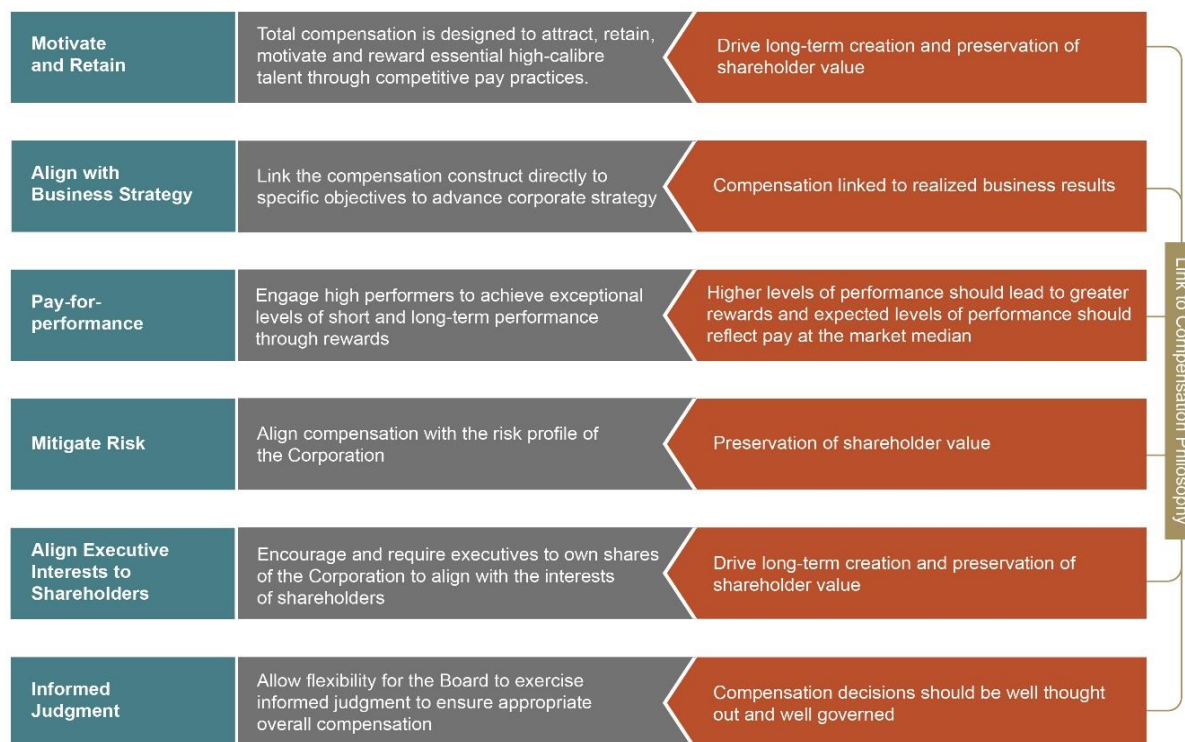 Motivate
and Retain
Total compensation is designed to attract, retain,
motivate and reward essential high-calibre
talent through competitive pay practices.
Drive long-term creation and preservation of
shareholder value
Align with
Business Strategy
Link the compensation construct directly to
specific objectives to advance corporate strategy
Compensation linked to realized business results
Pay-for-
performance
Engage high performers to achieve exceptional
levels of short and long-term performance
through rewards
Higher levels of performance should lead to greater
rewards and expected levels of performance should
reflect pay at the market median
Mitigate Risk
Align compensation with the risk profile of
the Corporation
Preservation of shareholder value
Align Executive
Interests to
Shareholders
Encourage and require executives to own shares
of the Corporation to align with the interests
of shareholders
Drive long-term creation and preservation of
shareholder value
Informed
Judgment
Allow flexibility for the Board to exercise
informed judgment to ensure appropriate
overall compensation
Compensation decisions should be well thought
out and well governed
Link to Compensation Philosophy